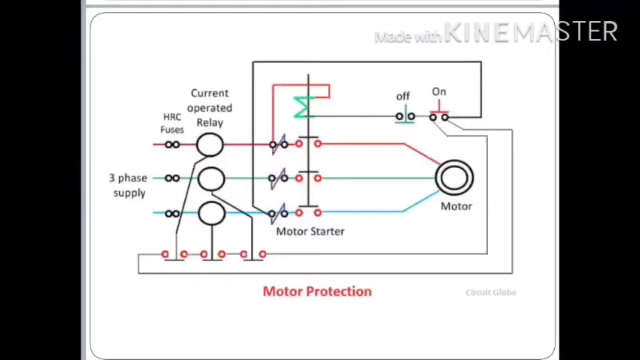 Made with KINEMASTER
Current
operated
Relay
HRC
Fuses
off
On
3 phase
supply
Motor
Motor Starter
Motor Protection
Circuit Globe